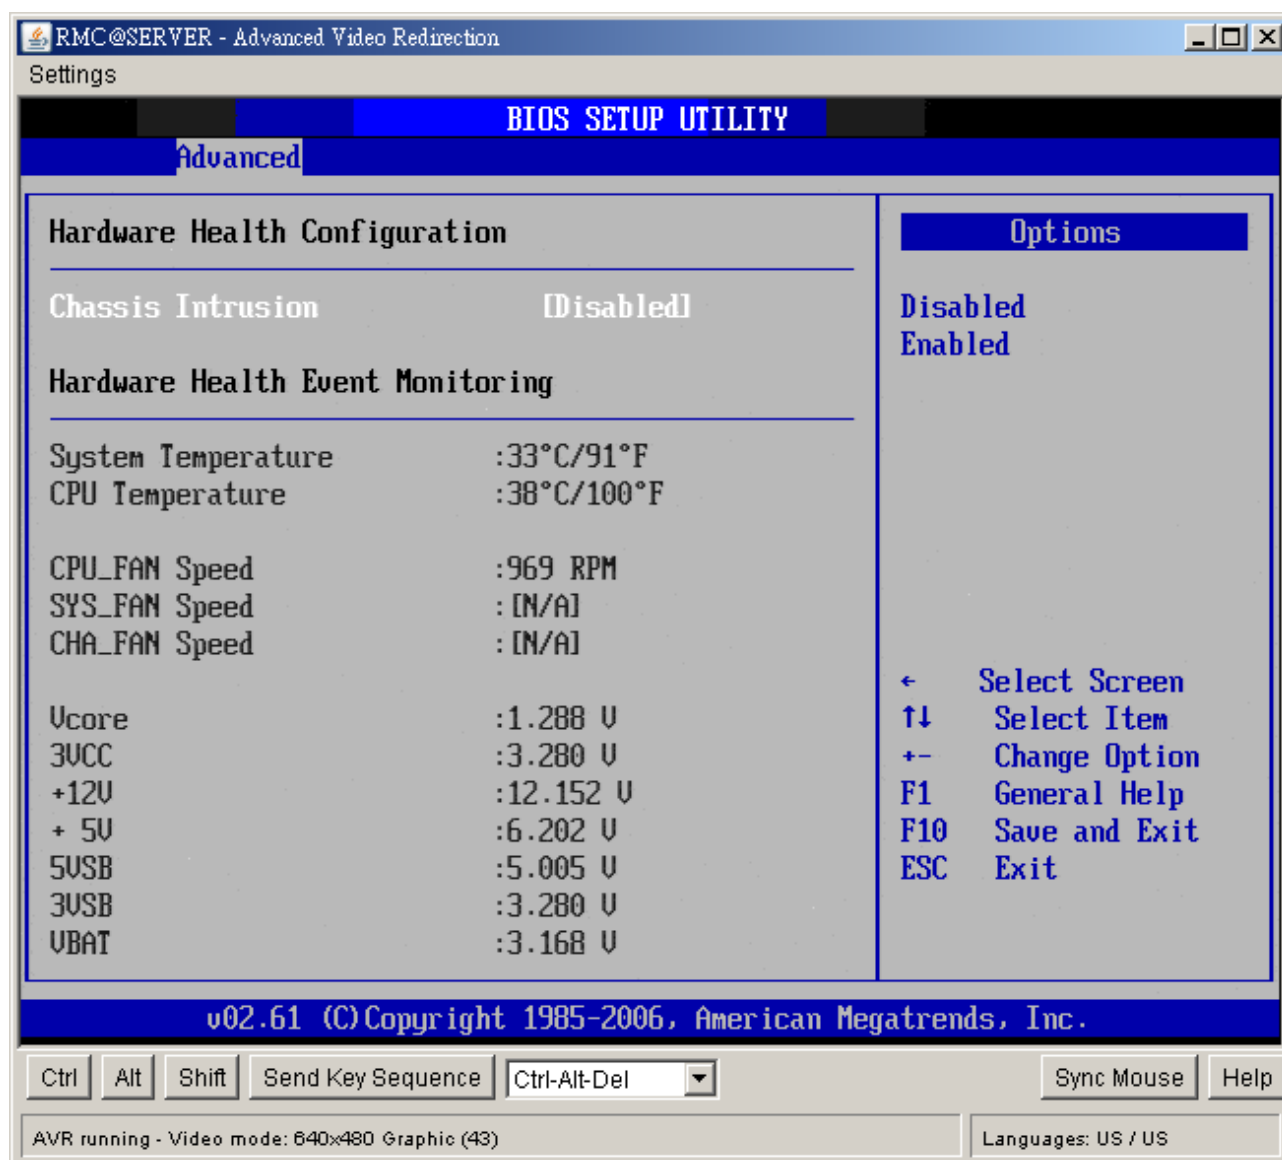 RMC@SERVER - Advanced Video Redirection
Settings
BIOS SETUP UTILITY
Advanced
Hardware Health Configuration
Chassis Intrusion [Disabled]
Hardware Health Event Monitoring
System Temperature :33°C/91°F
CPU Temperature :38°C/100°F
CPU_FAN Speed :969 RPM
SYS_FAN Speed :[N/A]
CHA_FAN Speed :[N/A]
Vcore :1.288 V
3VCC :3.280 V
+12V :12.152 V
+ 5V :6.202 V
5VSB :5.005 V
3VSB :3.280 V
VBAT :3.168 V
Options
Disabled
Enabled
← Select Screen
↑↓ Select Item
+- Change Option
F1 General Help
F10 Save and Exit
ESC Exit
v02.61 (C)Copyright 1985-2006, American Megatrends, Inc.
Ctrl Alt Shift Send Key Sequence Ctrl-Alt-Del Sync Mouse Help
AVR running - Video mode: 640x480 Graphic (43) Languages: US / US